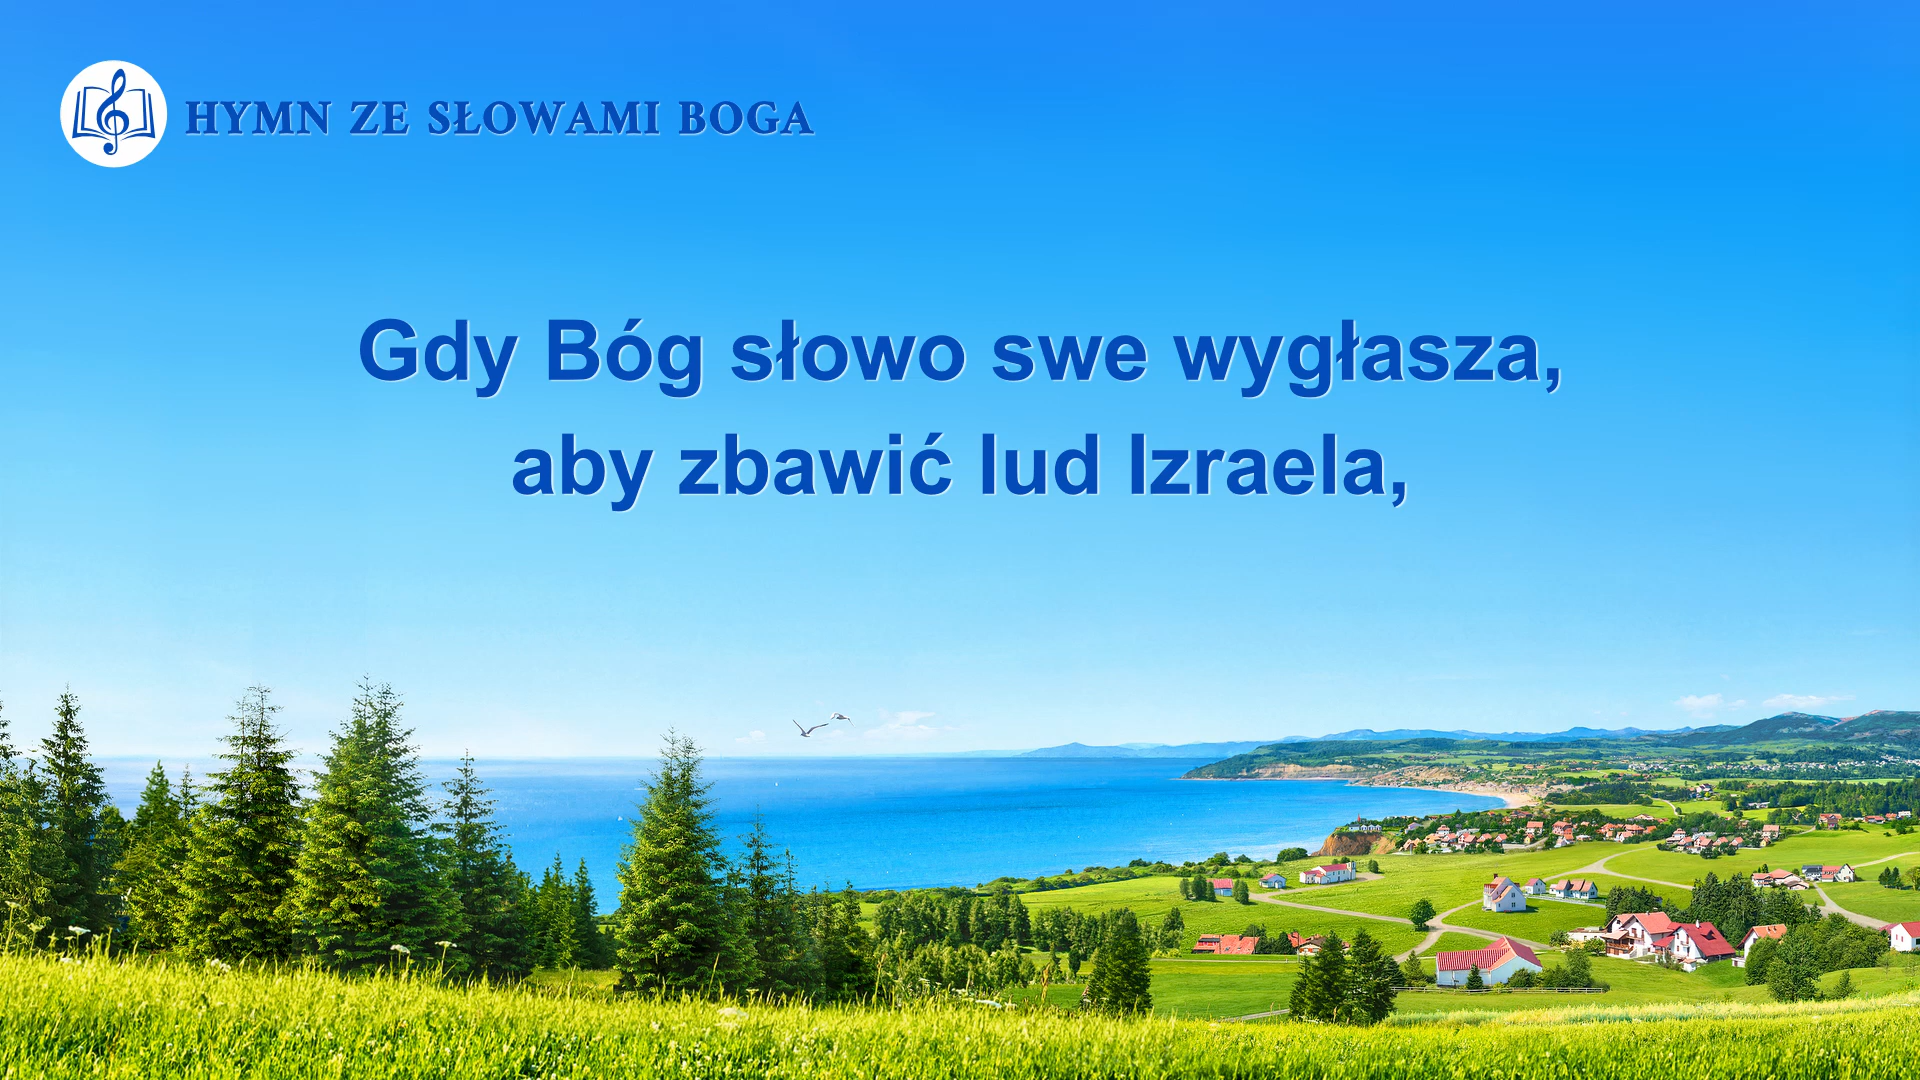 HYMN ZE SŁOWAMI BOGA
Gdy Bóg słowo swe wygłasza,
aby zbawić lud Izraela,